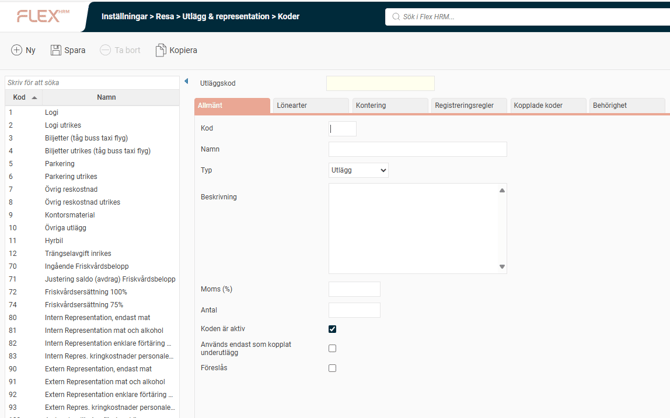 FLEX HRM
Inställningar > Resa > Utlägg & representation > Koder
Sök i Flex HRM...
Ny
Spara
Ta bort
Kopiera
Skriv för att söka
Kod Namn
1 Logi
2 Logi utrikes
3 Biljetter (tåg buss taxi flyg)
4 Biljetter utrikes (tåg buss taxi flyg)
5 Parkering
6 Parkering utrikes
7 Övrig reskostnad
8 Övrig reskostnad utrikes
9 Kontorsmaterial
10 Övriga utlägg
11 Hyrbil
12 Trängselavgift inrikes
70 Ingående Friskvårdsbelopp
71 Justering saldo (avdrag) Friskvårdsbelopp
72 Friskvårdsersättning 100%
74 Friskvårdsersättning 75%
80 Intern Representation, endast mat
81 Intern Representation mat och alkohol
82 Intern Representation enklare förtäring ...
83 Intern Repres. kringkostnader personale...
90 Extern Representation, endast mat
91 Extern Representation mat och alkohol
92 Extern Representation enklare förtäring ...
93 Extern Repres. kringkostnader personale...
Utläggskod
Allmänt
Lönearter
Kontering
Registreringsregler
Kopplade koder
Behörighet
Kod
Namn
Typ
Utlägg
Beskrivning
Moms (%)
Antal
Koden är aktiv
Används endast som kopplat
underutlägg
Föreslås